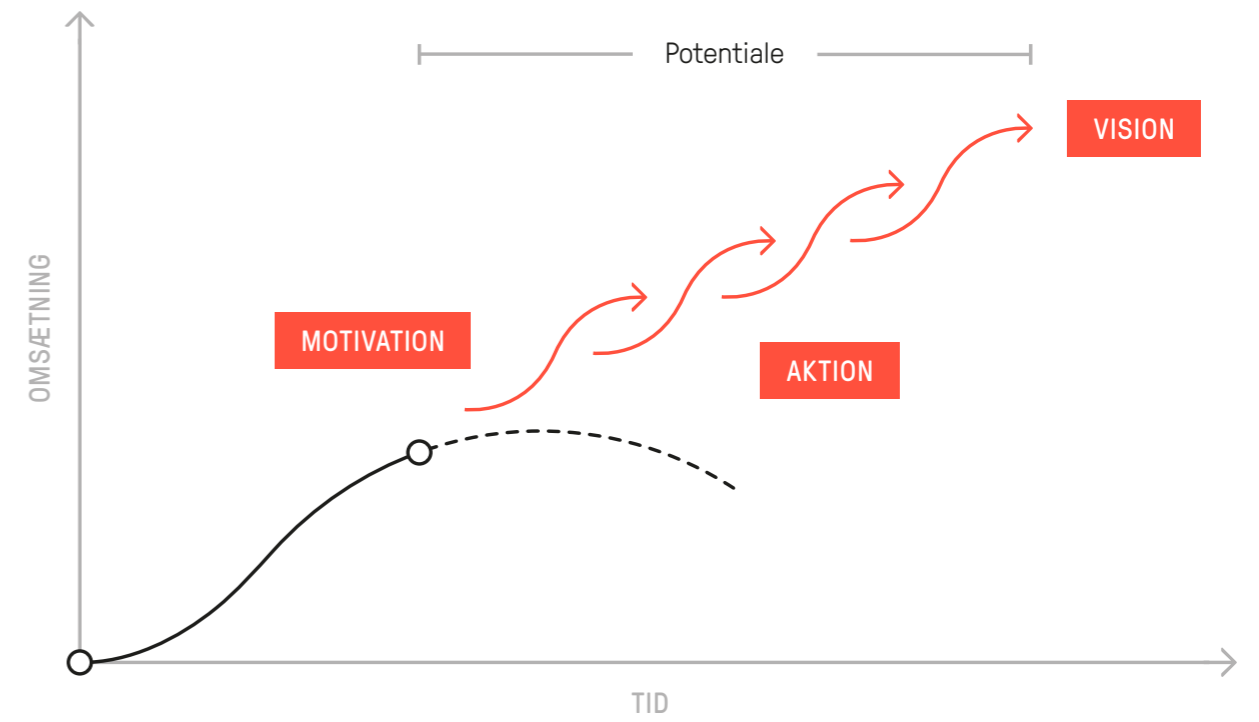 Potentiale
VISION
MOTIVATION
AKTION
OMSÆTNING
TID